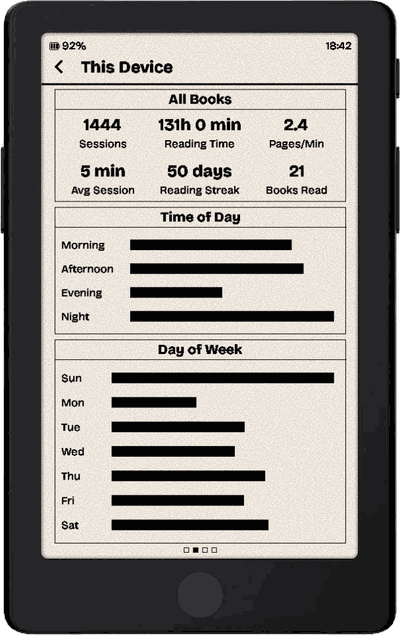 92% 18:42
This Device
All Books
1444 131h 0 min 2.4
Sessions Reading Time Pages/Min
5 min 50 days 21
Avg Session Reading Streak Books Read
Time of Day
Morning
Afternoon
Evening
Night
Day of Week
Sun
Mon
Tue
Wed
Thu
Fri
Sat